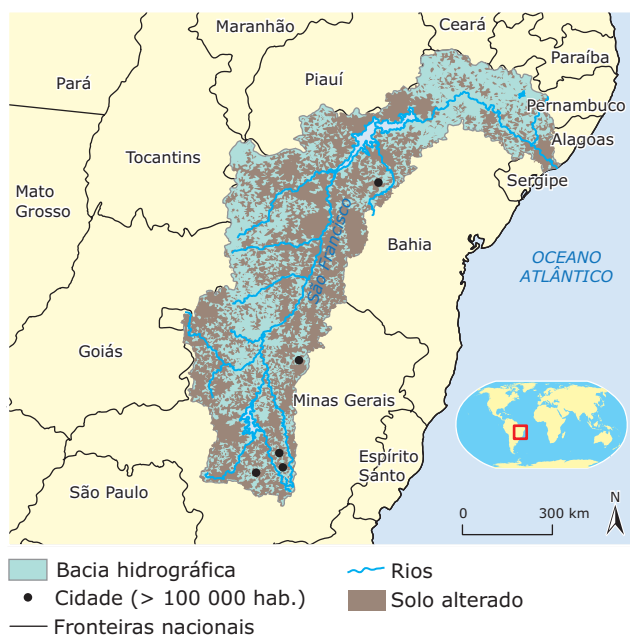 Maranhão
Ceará
Paraíba
Pará
Piauí
Pernambuco
Alagoas
Tocantins
Sergipe
Mato
Grosso
São Francisco
Bahia
OCEANO
ATLÂNTICO
Goiás
Minas Gerais
Espírito
Sánto
São Paulo
N
0 300 km
Bacia hidrográfica
Rios
Cidade (> 100 000 hab.)
Solo alterado
Fronteiras nacionais